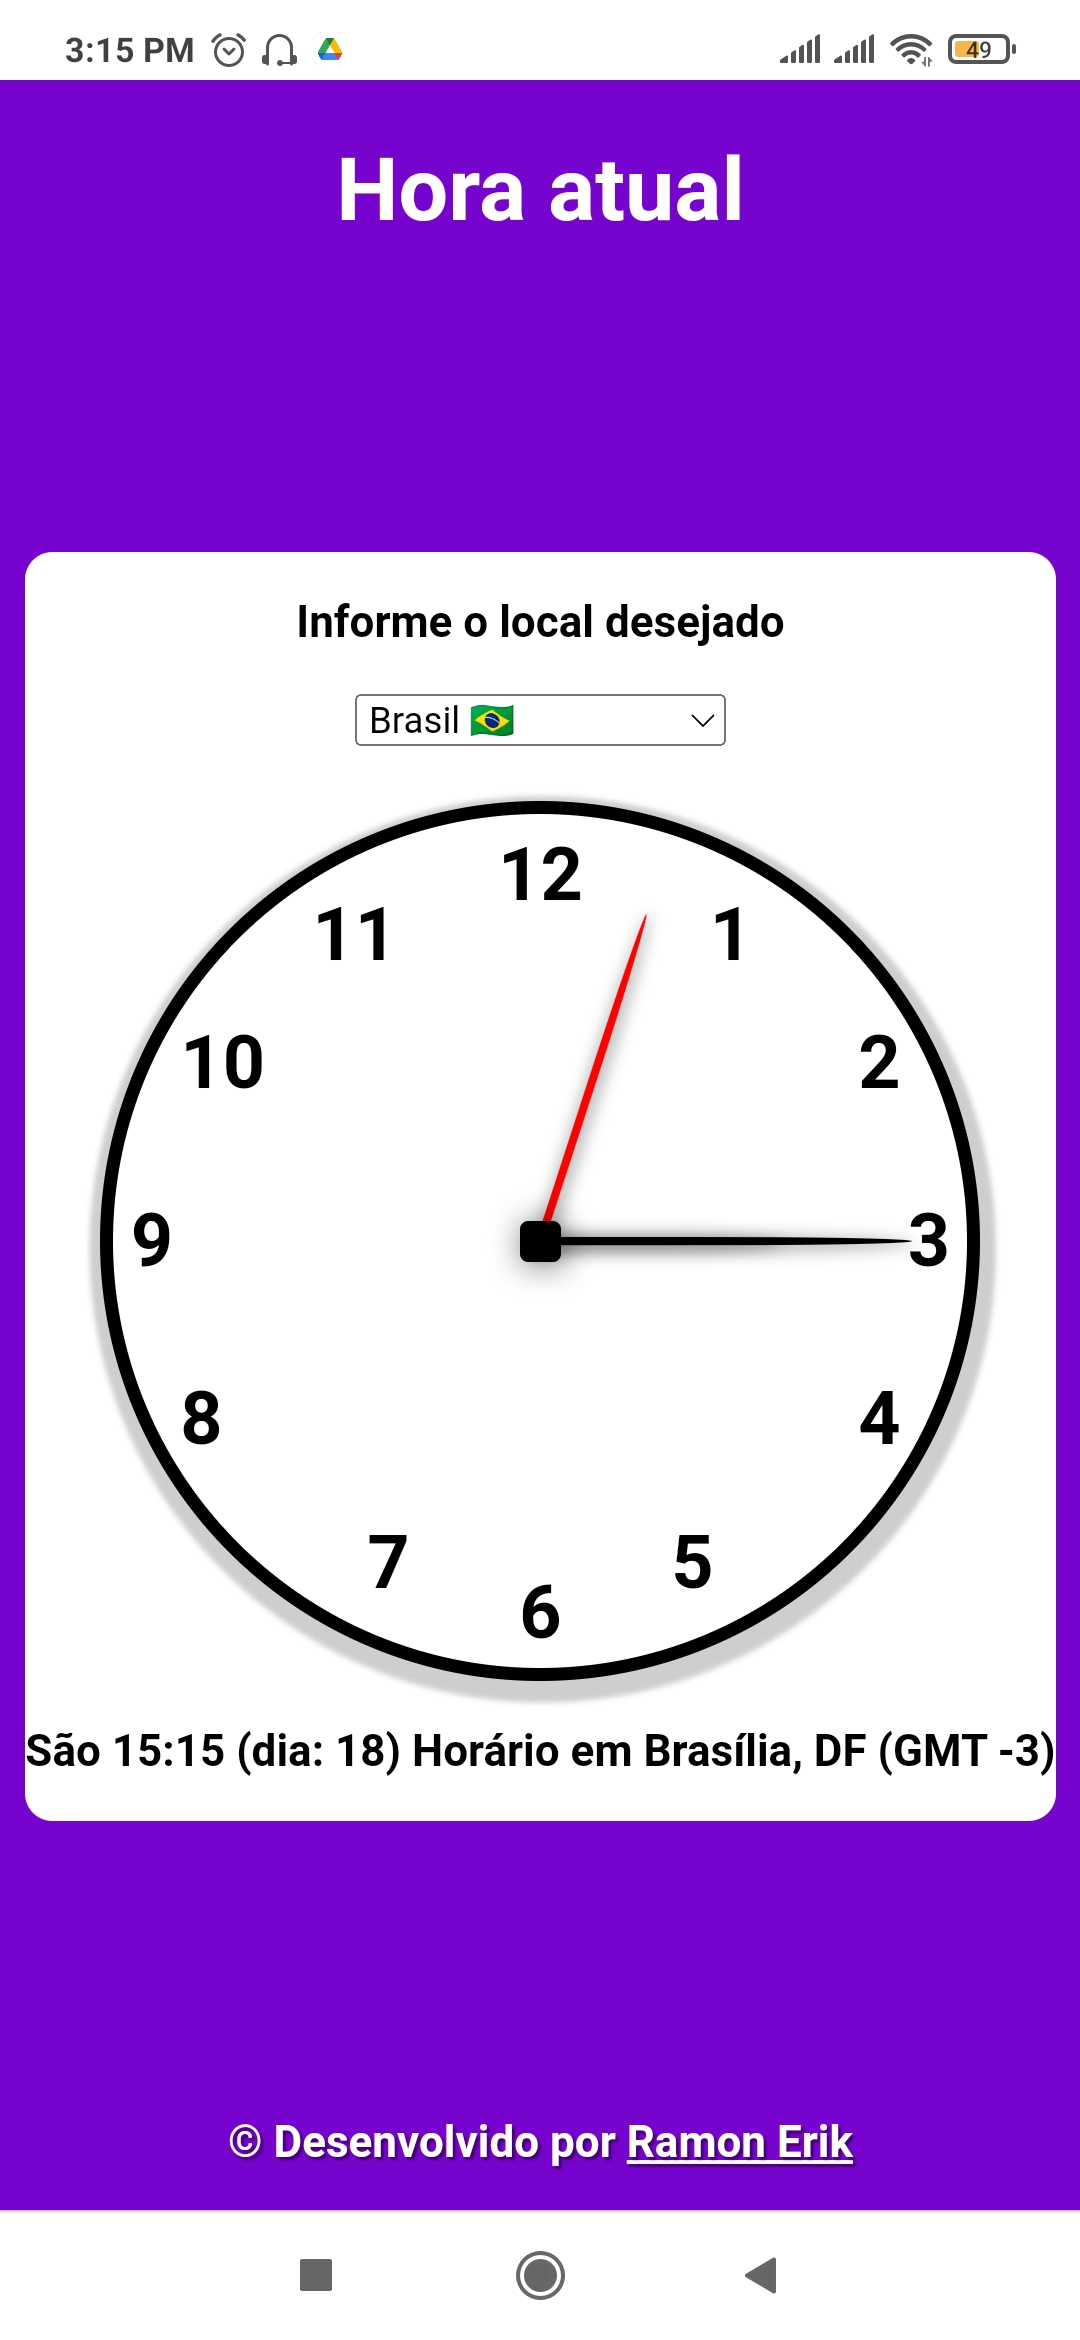 3:15 PM 49
Hora atual
Informe o local desejado
Brasil 🇧🇷
12
11 1
10 2
9 3
8 4
7 5
6
São 15:15 (dia: 18) Horário em Brasília, DF (GMT -3)
© Desenvolvido por Ramon Erik